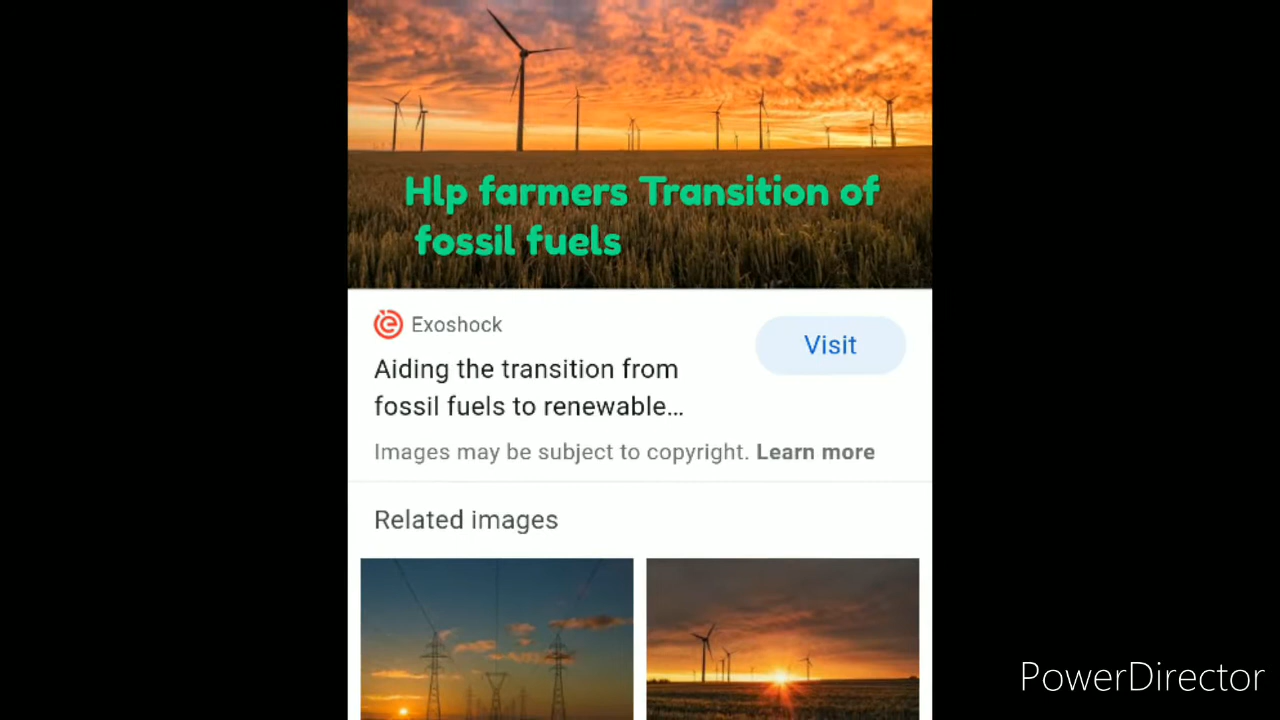 Hlp farmers Transition of
fossil fuels
Exoshock
Visit
Aiding the transition from
fossil fuels to renewable...
Images may be subject to copyright. Learn more
Related images
PowerDirector